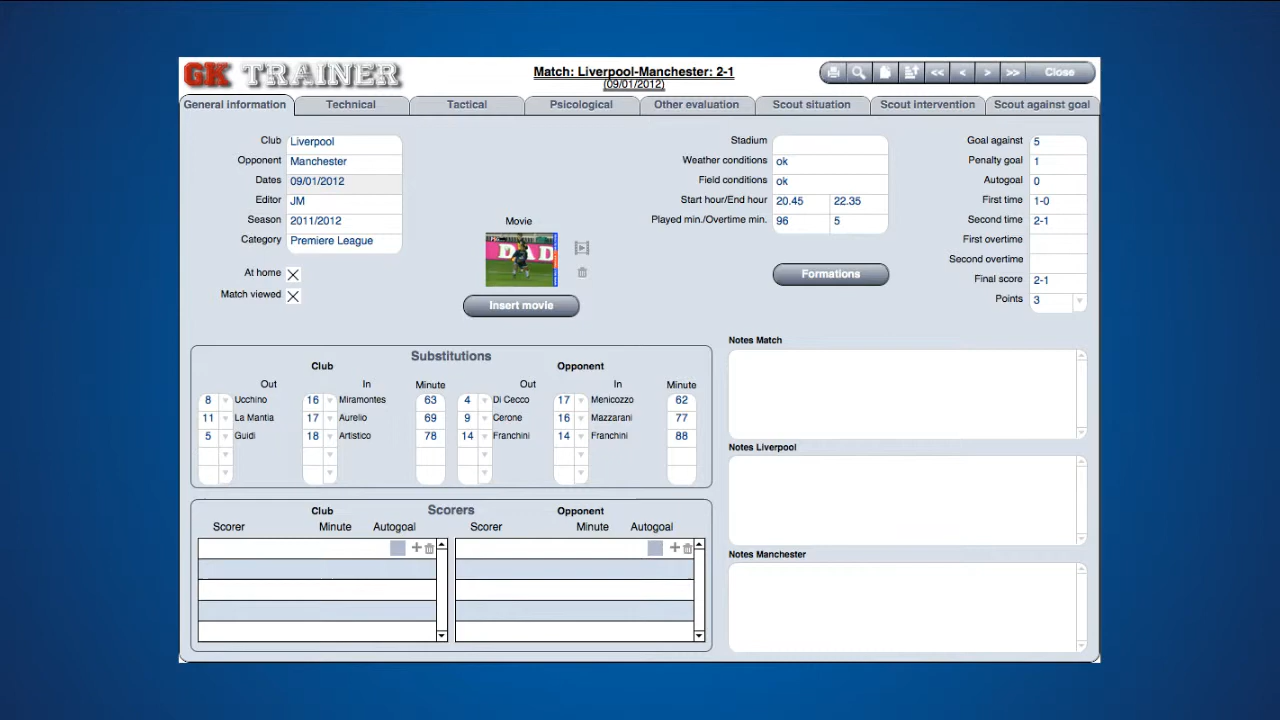 GK TRAINER
Match: Liverpool-Manchester: 2-1
(09/01/2012)
<< < > >> Close
General information Technical Tactical Psicological Other evaluation Scout situation Scout intervention Scout against goal
Club Liverpool
Opponent Manchester
Dates 09/01/2012
Editor JM
Season 2011/2012
Category Premiere League
At home
Match viewed
Movie
DAD
Insert movie
Stadium
Weather conditions ok
Field conditions ok
Start hour/End hour 20.45 22.35
Played min./Overtime min. 96 5
Formations
Goal against 5
Penalty goal 1
Autogoal 0
First time 1-0
Second time 2-1
First overtime
Second overtime
Final score 2-1
Points 3
Substitutions
Club Opponent
Out In Minute Out In Minute
8 Ucchino 16 Miramontes 63 4 Di Cecco 17 Menicozzo 62
11 La Mantia 17 Aurelio 69 9 Cerone 16 Mazzarani 77
5 Guidi 18 Artistico 78 14 Franchini 14 Franchini 88
Scorers
Club Opponent
Scorer Minute Autogoal Scorer Minute Autogoal
Notes Match
Notes Liverpool
Notes Manchester